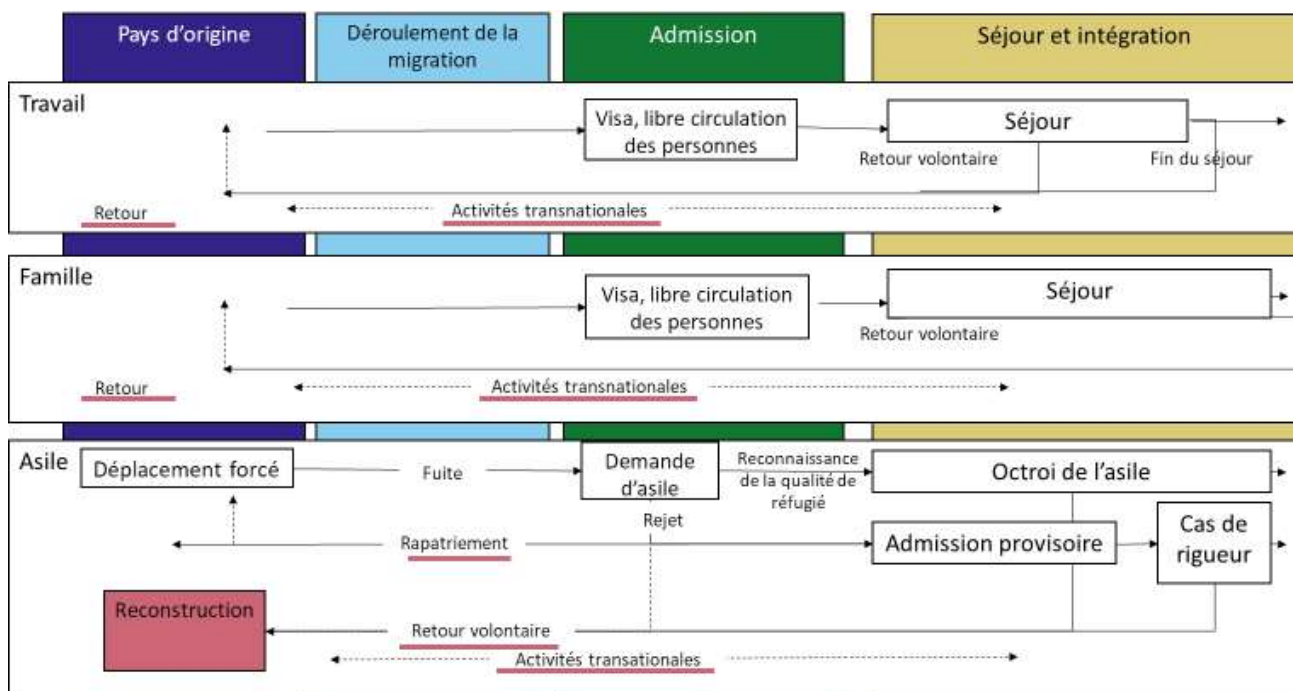 Pays d'origine
Déroulement de la
migration
Admission
Séjour et intégration
Travail
Visa, libre circulation
des personnes
Séjour
Retour volontaire
Fin du séjour
Retour
Activités transnationales
Famille
Visa, libre circulation
des personnes
Séjour
Retour volontaire
Retour
Activités transnationales
Asile
Déplacement forcé
Fuite
Demande
d'asile
Reconnaissance
de la qualité de
réfugié
Octroi de l'asile
Rejet
Rapatriement
Admission provisoire
Cas de
rigueur
Reconstruction
Retour volontaire
Activités transationales